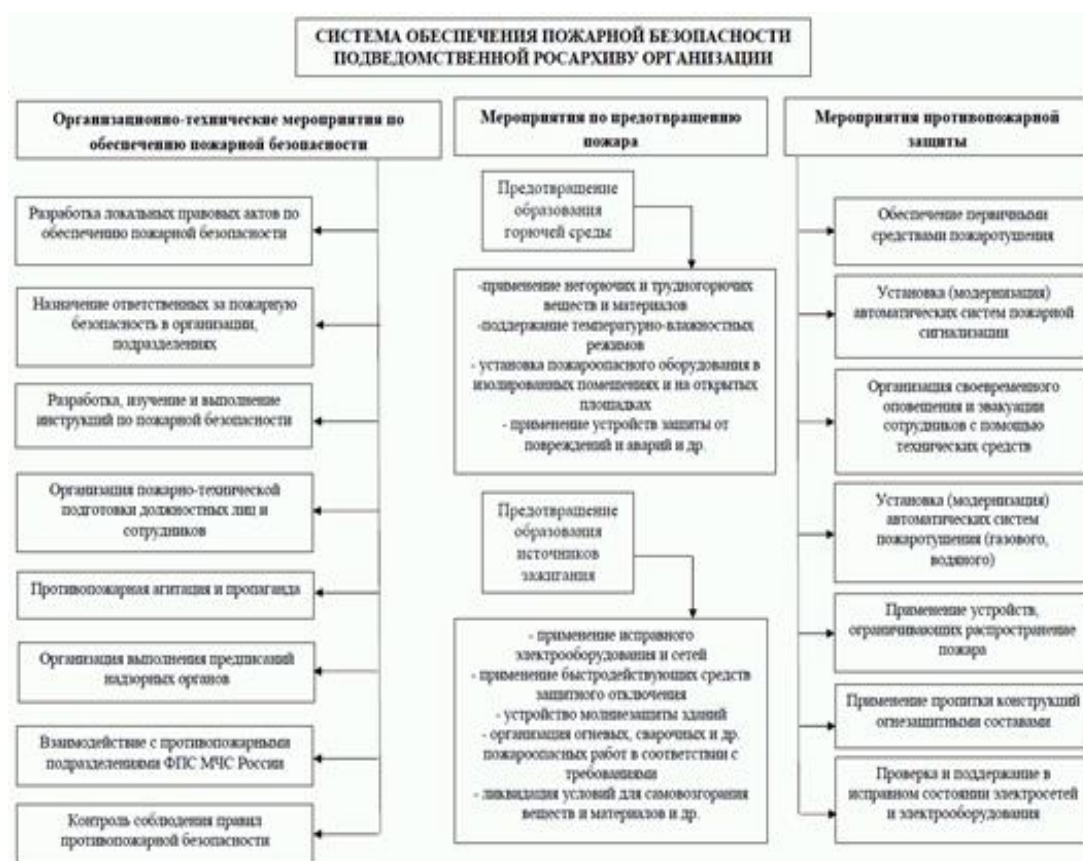 СИСТЕМА ОБЕСПЕЧЕНИЯ ПОЖАРНОЙ БЕЗОПАСНОСТИ
ПОДВЕДОМСТВЕННОЙ РОСАРХИВУ ОРГАНИЗАЦИИ
Организационно-технические мероприятия по
обеспечению пожарной безопасности
Разработка локальных правовых актов по
обеспечению пожарной безопасности
Назначение ответственных за пожарную
безопасность в организации,
подразделениях
Разработка, изучение и выполнение
инструкций по пожарной безопасности
Организация пожарно-технической
подготовки должностных лиц и
сотрудников
Противопожарная агитация и пропаганда
Организация выполнения предписаний
надзорных органов
Взаимодействие с противопожарными
подразделениями ФПС МЧС России
Контроль соблюдения правил
противопожарной безопасности
Мероприятия по предотвращению
пожара
Предотвращение
образования
горючей среды
-применение негорючих и трудногорючих
веществ и материалов
-поддержание температурно-влажностных
режимов
- установка пожароопасного оборудования в
изолированных помещениях и на открытых
площадках
- применение устройств защиты от
повреждений и аварий и др.
Предотвращение
образования
источников
зажигания
- применение исправного
электрооборудования и сетей
- применение быстродействующих средств
защитного отключения
- устройство молниезащиты зданий
- организация огневых, сварочных и др.
пожароопасных работ в соответствии с
требованиями
- ликвидация условий для самовозгорания
веществ и материалов и др.
Мероприятия противопожарной
защиты
Обеспечение первичными
средствами пожаротушения
Установка (модернизация)
автоматических систем пожарной
сигнализации
Организация своевременного
оповещения и эвакуации
сотрудников с помощью
технических средств
Установка (модернизация)
автоматических систем
пожаротушения (газового,
водяного)
Применение устройств,
ограничивающих распространение
пожара
Применение пропитки конструкций
огнезащитными составами
Проверка и поддержание в
исправном состоянии электросетей
и электрооборудования